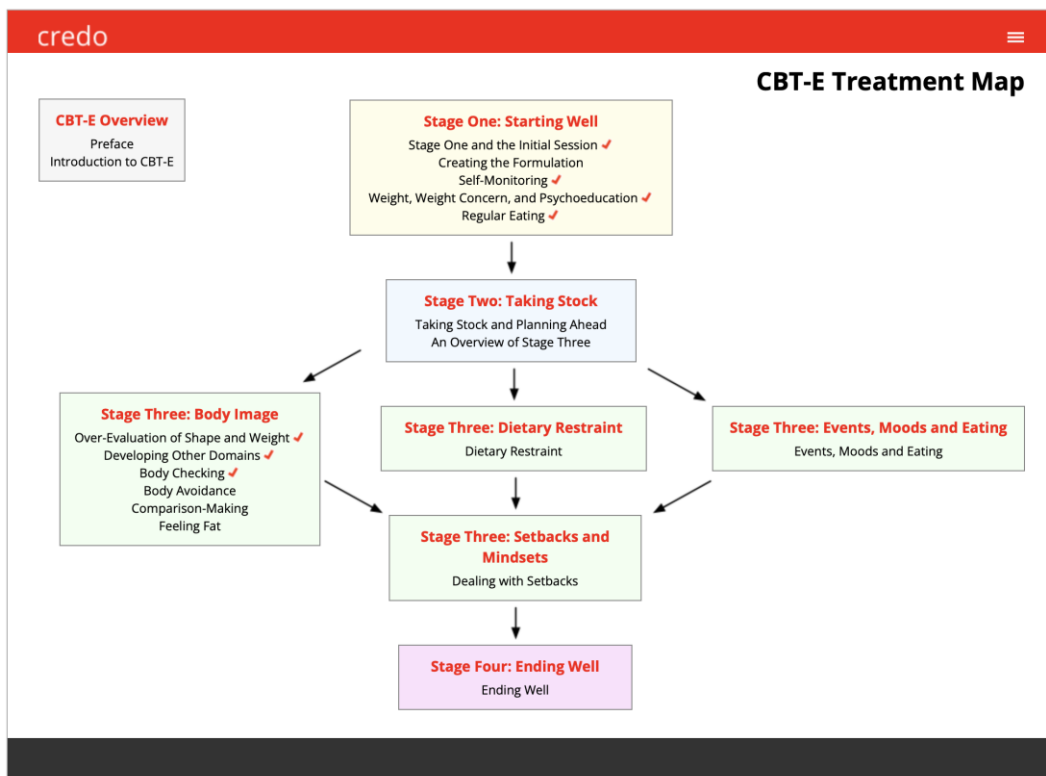 credo
CBT-E Treatment Map
CBT-E Overview
Preface
Introduction to CBT-E
Stage One: Starting Well
Stage One and the Initial Session ✓
Creating the Formulation
Self-Monitoring ✓
Weight, Weight Concern, and Psychoeducation ✓
Regular Eating ✓
Stage Two: Taking Stock
Taking Stock and Planning Ahead
An Overview of Stage Three
Stage Three: Body Image
Over-Evaluation of Shape and Weight ✓
Developing Other Domains ✓
Body Checking ✓
Body Avoidance
Comparison-Making
Feeling Fat
Stage Three: Dietary Restraint
Dietary Restraint
Stage Three: Events, Moods and Eating
Events, Moods and Eating
Stage Three: Setbacks and
Mindsets
Dealing with Setbacks
Stage Four: Ending Well
Ending Well